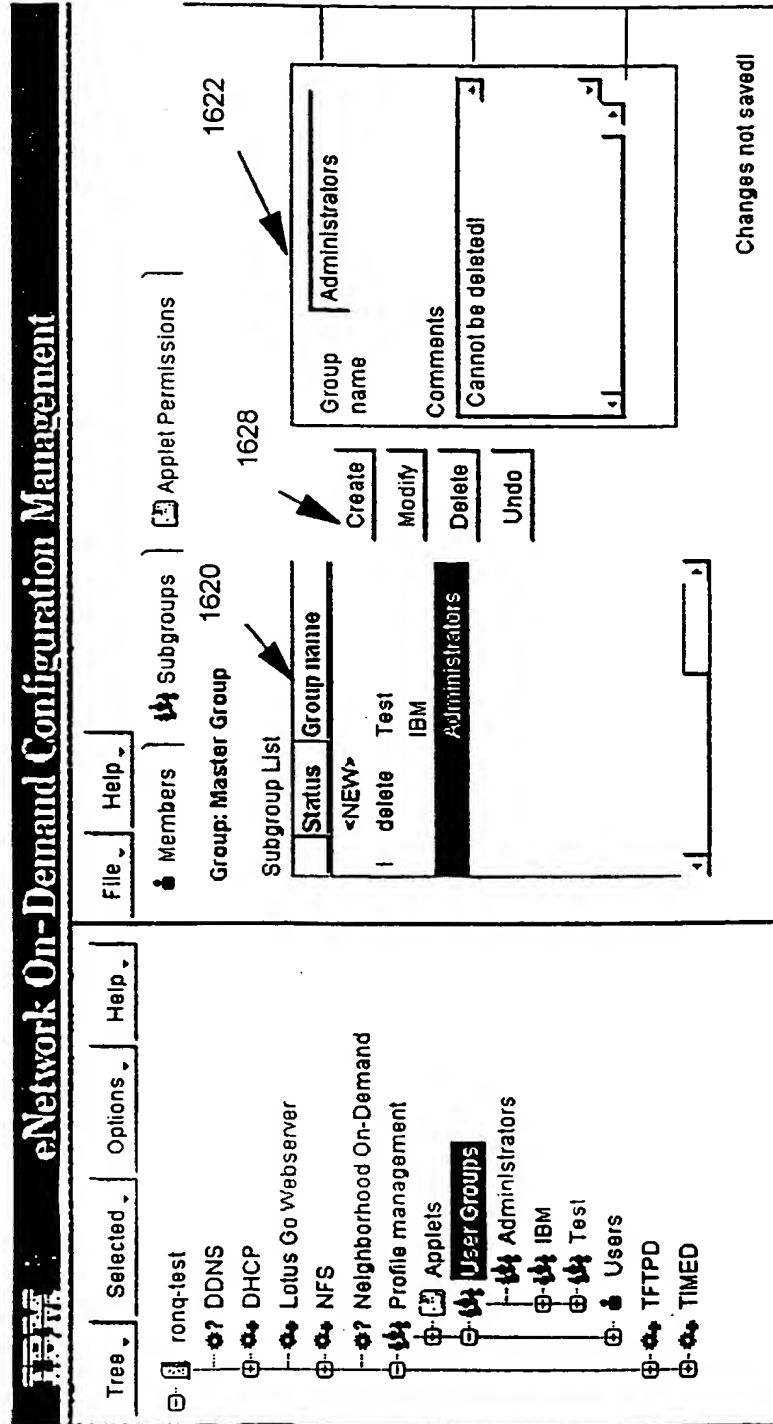 IBM eNetwork On-Demand Configuration Management
Tree Selected Options Help
ronq-test
? DDNS
DHCP
Lotus Go Webserver
NFS
? Neighborhood On-Demand
Profile management
Applets
User Groups
Administrators
IBM
Test
Users
TFTPD
TIMED
File Help
Members Subgroups Applet Permissions
Group: Master Group
1620
1628
1622
Subgroup List
Status Group name
<NEW>
! delete Test
IBM
Administrators
Create
Modify
Delete
Undo
Group
name
Administrators
Comments
Cannot be deleted!
Changes not saved!